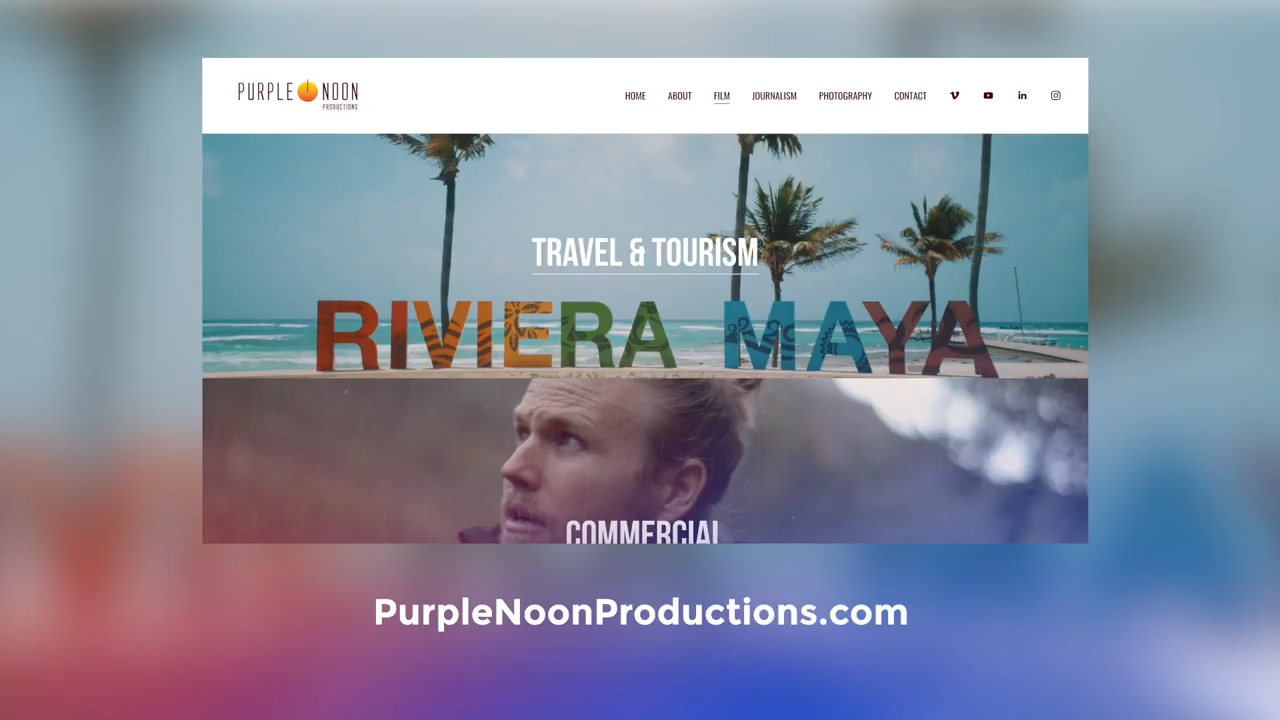 PURPLE NOON
PRODUCTIONS
HOME ABOUT FILM JOURNALISM PHOTOGRAPHY CONTACT
TRAVEL & TOURISM
RIVIERA MAYA
COMMERCIAL
PurpleNoonProductions.com